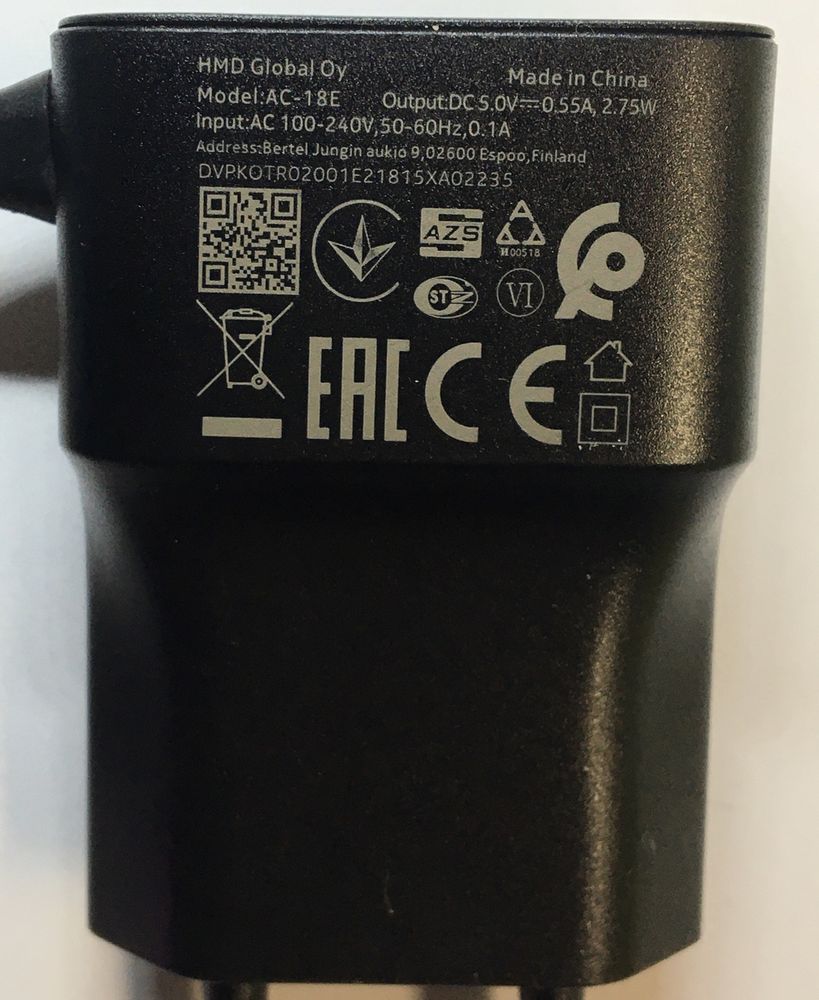 HMD Global Oy
Made in China
Model:AC-18E Output:DC 5.0V⎓0.55A, 2.75W
Input:AC 100-240V,50-60Hz,0.1A
Address:Bertel Jungin aukio 9,02600 Espoo,Finland
DVPKOTR02001E21815XA02235
AZS
H00518
STZ
VI
EAC CE